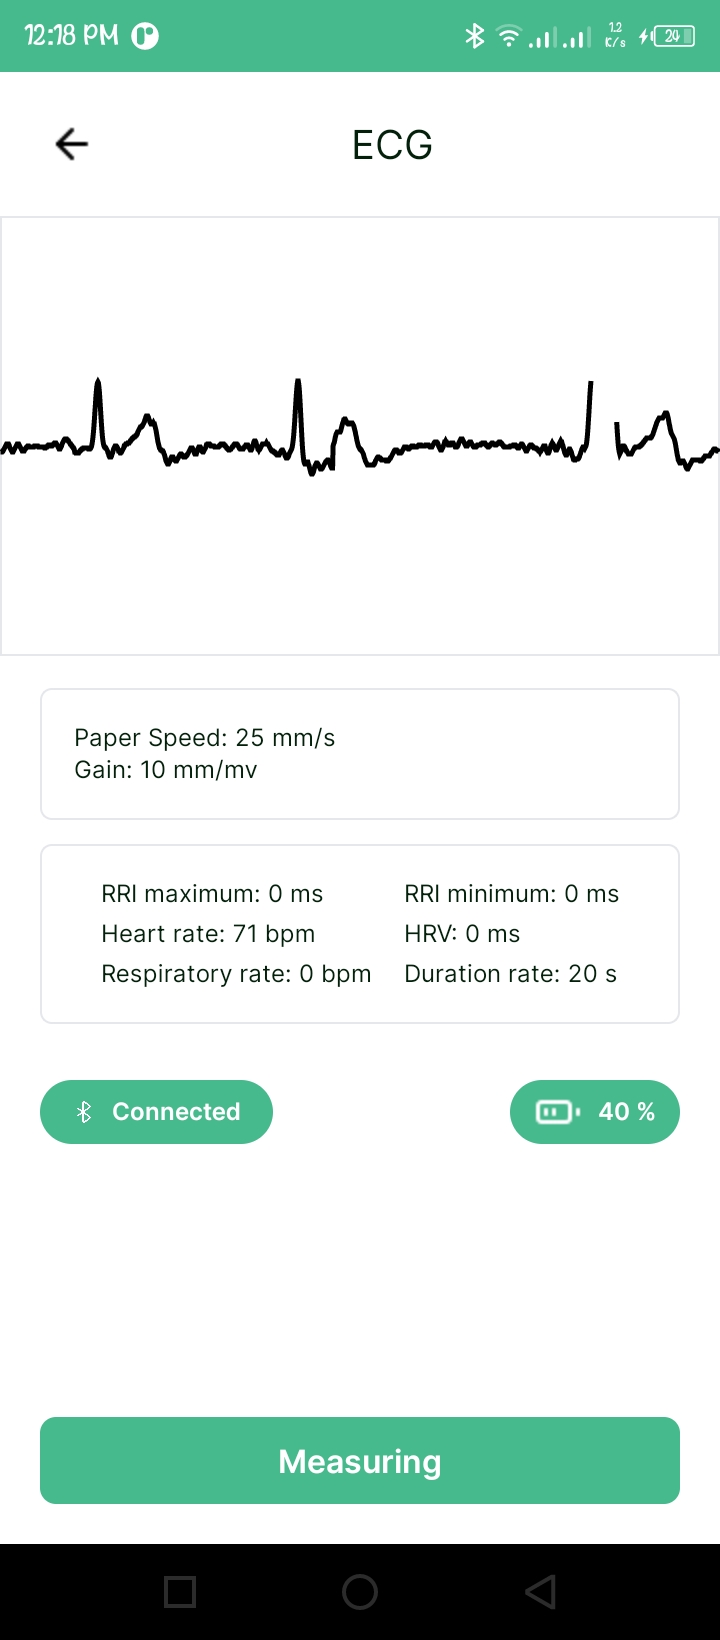 12:18 PM 1.2 K/s 24
ECG
Paper Speed: 25 mm/s
Gain: 10 mm/mv
RRI maximum: 0 ms RRI minimum: 0 ms
Heart rate: 71 bpm HRV: 0 ms
Respiratory rate: 0 bpm Duration rate: 20 s
Connected 40 %
Measuring